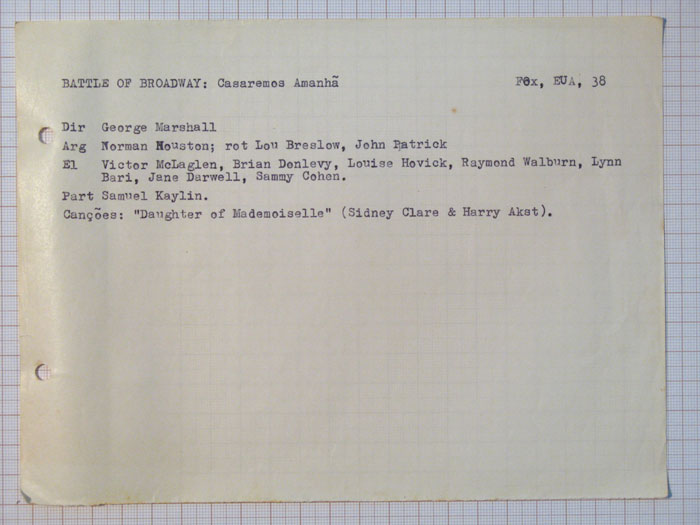 BATTLE OF BROADWAY: Casaremos Amanhã Fox, EUA, 38
Dir George Marshall
Arg Norman Houston; rot Lou Breslow, John Patrick
El Victor McLaglen, Brian Donlevy, Louise Hovick, Raymond Walburn, Lynn
Bari, Jane Darwell, Sammy Cohen.
Part Samuel Kaylin.
Canções: "Daughter of Mademoiselle" (Sidney Clare & Harry Akst).